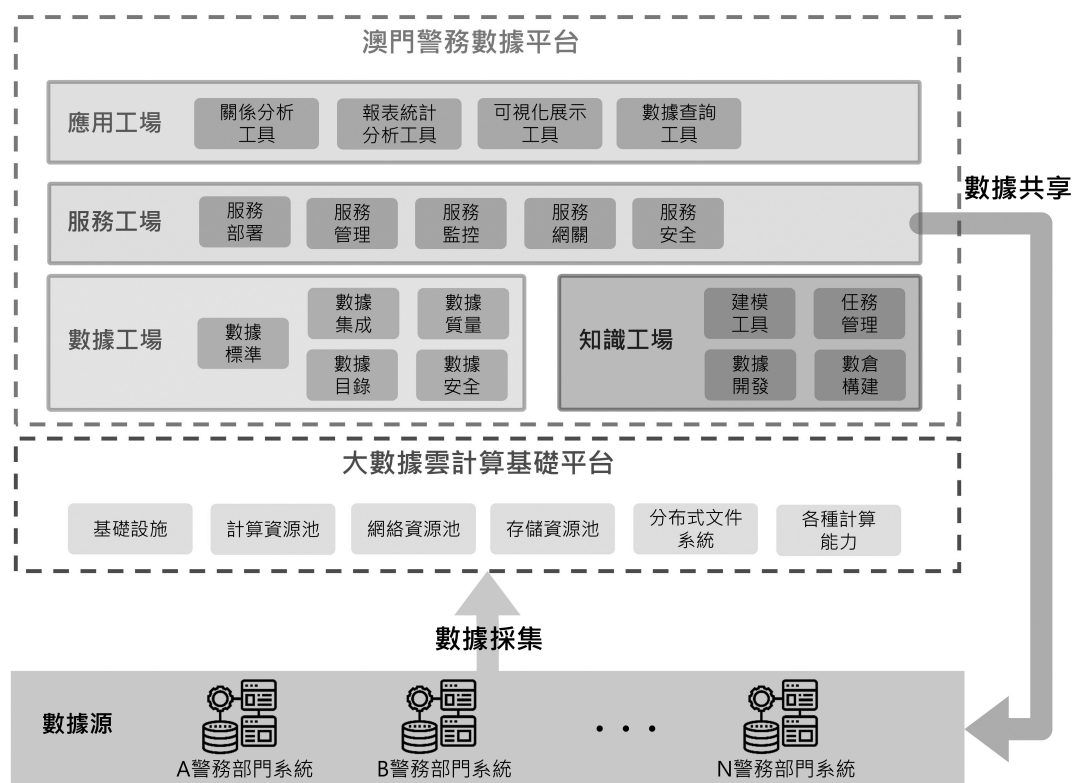 澳門警務數據平台
應用工場
關係分析
工具
報表統計
分析工具
可視化展示
工具
數據查詢
工具
數據共享
服務工場
服務
部署
服務
管理
服務
監控
服務
網關
服務
安全
數據工場
數據
標準
數據
集成
數據
質量
數據
目錄
數據
安全
知識工場
建模
工具
任務
管理
數據
開發
數倉
構建
大數據雲計算基礎平台
基礎設施
計算資源池
網絡資源池
存儲資源池
分布式文件
系統
各種計算
能力
數據採集
數據源
A警務部門系統
B警務部門系統
. . .
N警務部門系統